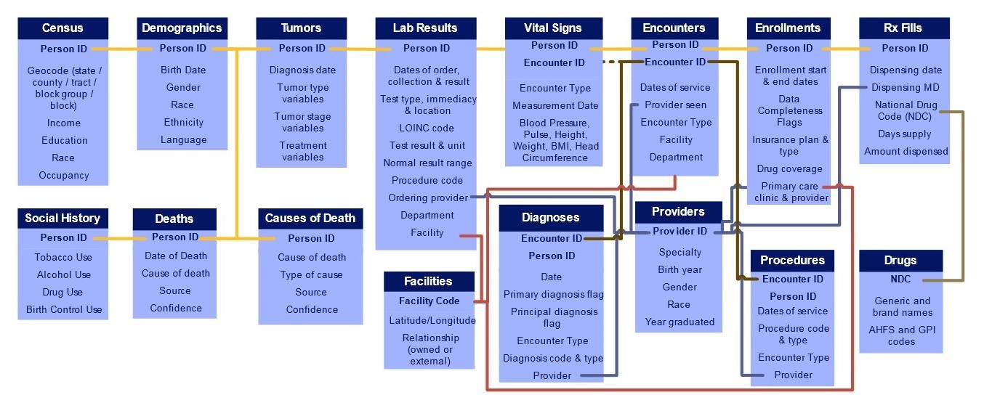 Census
Person ID
Geocode (state /
county / tract /
block group /
block)
Income
Education
Race
Occupancy
Demographics
Person ID
Birth Date
Gender
Race
Ethnicity
Language
Tumors
Person ID
Diagnosis date
Tumor type
variables
Tumor stage
variables
Treatment
variables
Lab Results
Person ID
Dates of order,
collection & result
Test type, immediacy
& location
LOINC code
Test result & unit
Normal result range
Procedure code
Ordering provider
Department
Facility
Vital Signs
Person ID
Encounter ID
Encounter Type
Measurement Date
Blood Pressure,
Pulse, Height,
Weight, BMI, Head
Circumference
Encounters
Person ID
Encounter ID
Dates of service
Provider seen
Encounter Type
Facility
Department
Enrollments
Person ID
Enrollment start
& end dates
Data
Completeness
Flags
Insurance plan &
type
Drug coverage
Primary care
clinic & provider
Rx Fills
Person ID
Dispensing date
Dispensing MD
National Drug
Code (NDC)
Days supply
Amount dispensed
Social History
Person ID
Tobacco Use
Alcohol Use
Drug Use
Birth Control Use
Deaths
Person ID
Date of Death
Cause of death
Source
Confidence
Causes of Death
Person ID
Cause of death
Type of cause
Source
Confidence
Facilities
Facility Code
Latitude/Longitude
Relationship
(owned or
external)
Diagnoses
Encounter ID
Person ID
Date
Primary diagnosis flag
Principal diagnosis
flag
Encounter Type
Diagnosis code & type
Provider
Providers
Provider ID
Specialty
Birth year
Gender
Race
Year graduated
Procedures
Encounter ID
Person ID
Dates of service
Procedure code
& type
Encounter Type
Provider
Drugs
NDC
Generic and
brand names
AHFS and GPI
codes